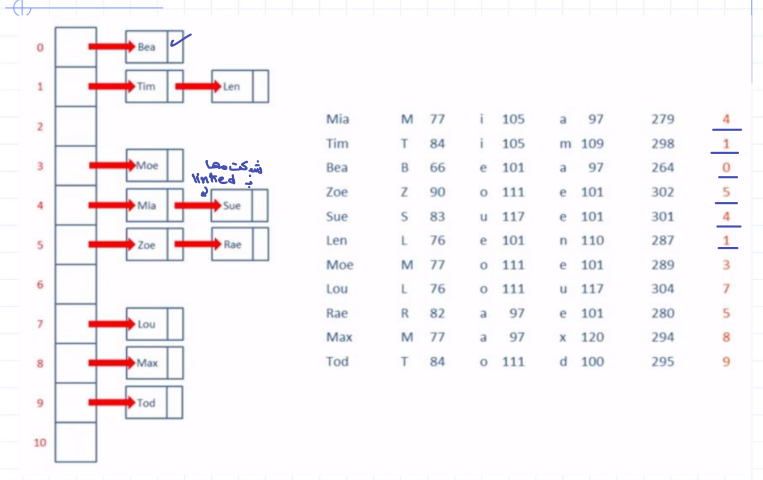 0 Bea
1 Tim Len
2
3 Moe
linked
4 Mia Sue
5 Zoe Rae
6
7 Lou
8 Max
9 Tod
10
Mia M 77 i 105 a 97 279 4
Tim T 84 i 105 m 109 298 1
Bea B 66 e 101 a 97 264 0
Zoe Z 90 o 111 e 101 302 5
Sue S 83 u 117 e 101 301 4
Len L 76 e 101 n 110 287 1
Moe M 77 o 111 e 101 289 3
Lou L 76 o 111 u 117 304 7
Rae R 82 a 97 e 101 280 5
Max M 77 a 97 x 120 294 8
Tod T 84 o 111 d 100 295 9